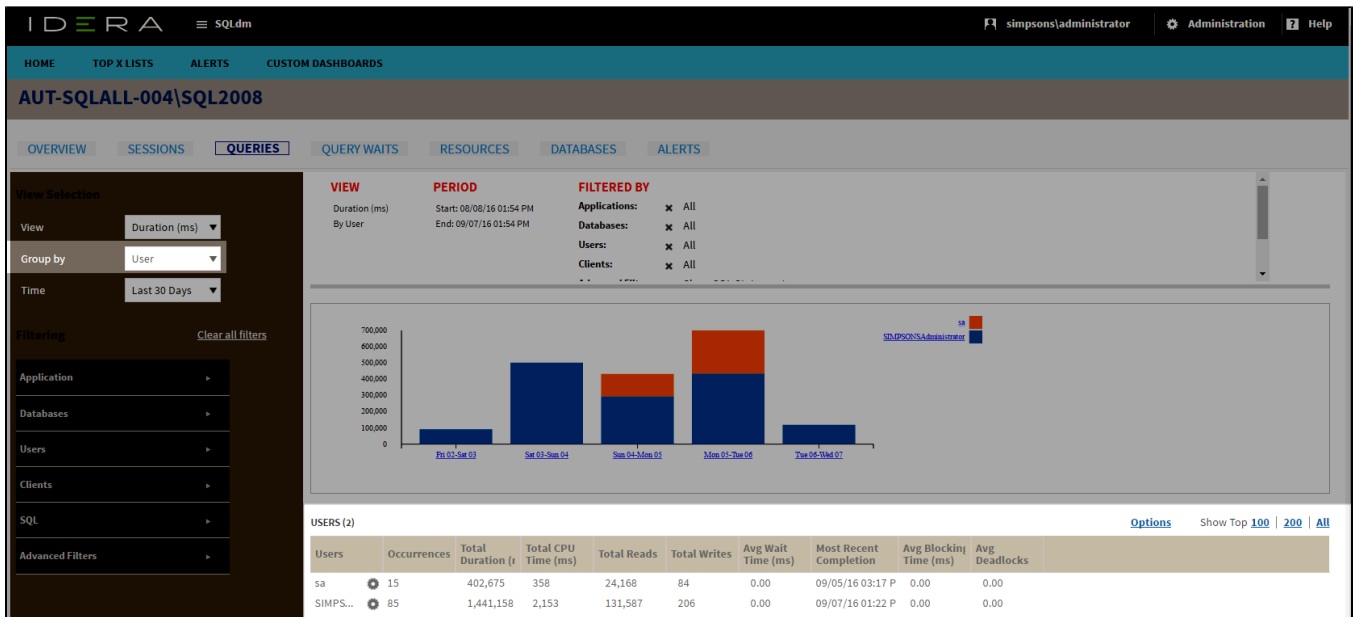 IDERA SQLdm simpsons\administrator Administration ? Help
HOME TOP X LISTS ALERTS CUSTOM DASHBOARDS
AUT-SQLALL-004\SQL2008
OVERVIEW SESSIONS QUERIES QUERY WAITS RESOURCES DATABASES ALERTS
View Selection
View Duration (ms)
Group by User
Time Last 30 Days
Filtering Clear all filters
Application
Databases
Users
Clients
SQL
Advanced Filters
VIEW PERIOD FILTERED BY
Duration (ms) Start: 08/08/16 01:54 PM Applications: All
By User End: 09/07/16 01:54 PM Databases: All
Users: All
Clients: All
700,000
600,000
500,000
400,000
300,000
200,000
100,000
0
Fri 02-Sat 03 Sat 03-Sun 04 Sun 04-Mon 05 Mon 05-Tue 06 Tue 06-Wed 07
sa
SIMPSONSAdministrator
USERS (2) Options Show Top 100 | 200 | All
Users Occurrences Total Duration (r Total CPU Time (ms) Total Reads Total Writes Avg Wait Time (ms) Most Recent Completion Avg Blocking Time (ms) Avg Deadlocks
sa 15 402,675 358 24,168 84 0.00 09/05/16 03:17 P 0.00 0.00
SIMPS... 85 1,441,158 2,153 131,587 206 0.00 09/07/16 01:22 P 0.00 0.00